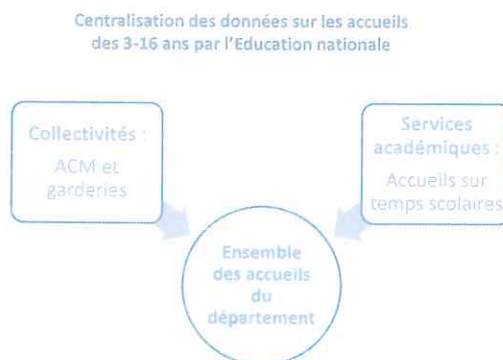 Centralisation des données sur les accueils
des 3-16 ans par l'Education nationale
Collectivités :
ACM et
garderies
Services
académiques :
Accueils sur
temps scolaires
Ensemble
des accueils
du
département